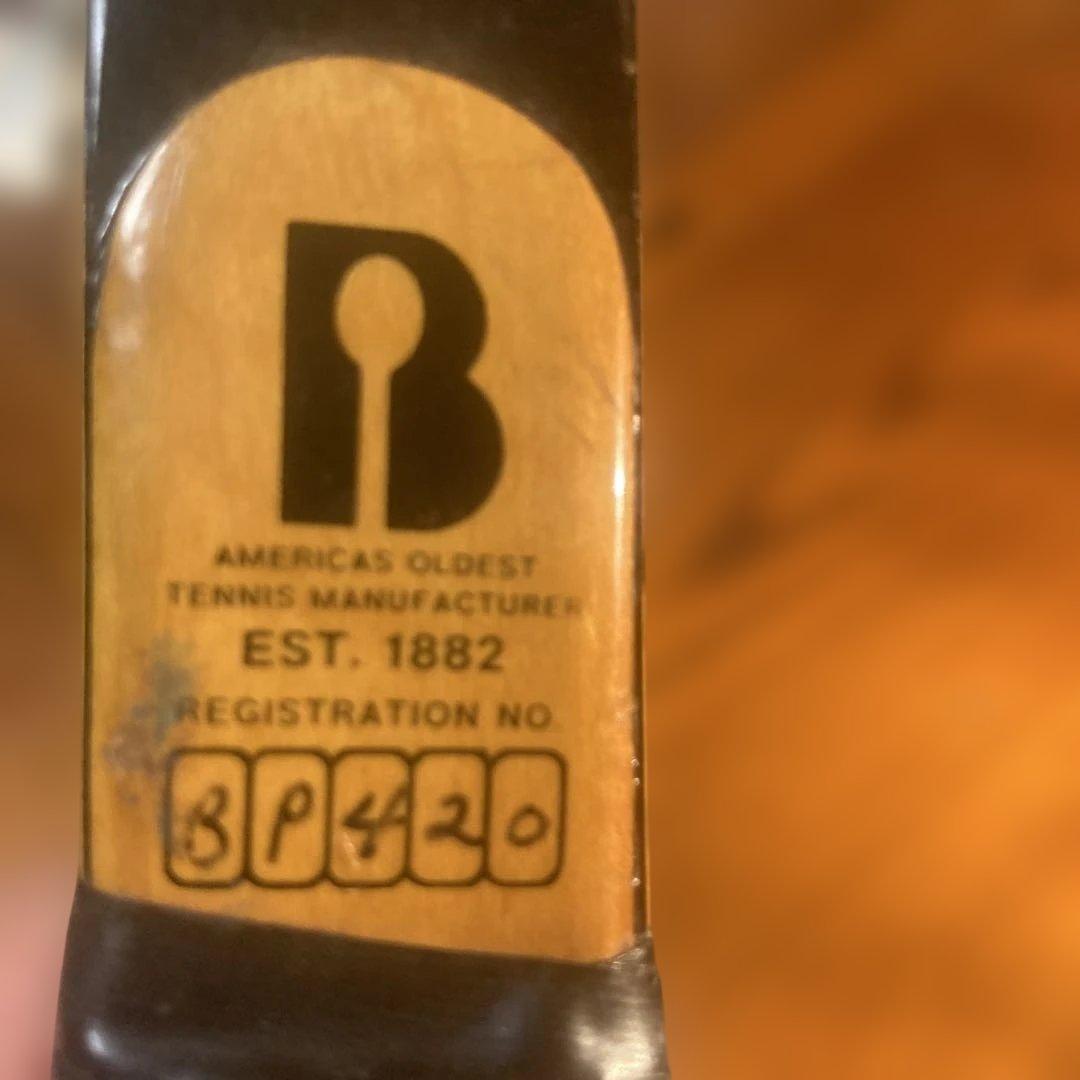 B
AMERICAS OLDEST
TENNIS MANUFACTURER
EST. 1882
REGISTRATION NO.
BP420